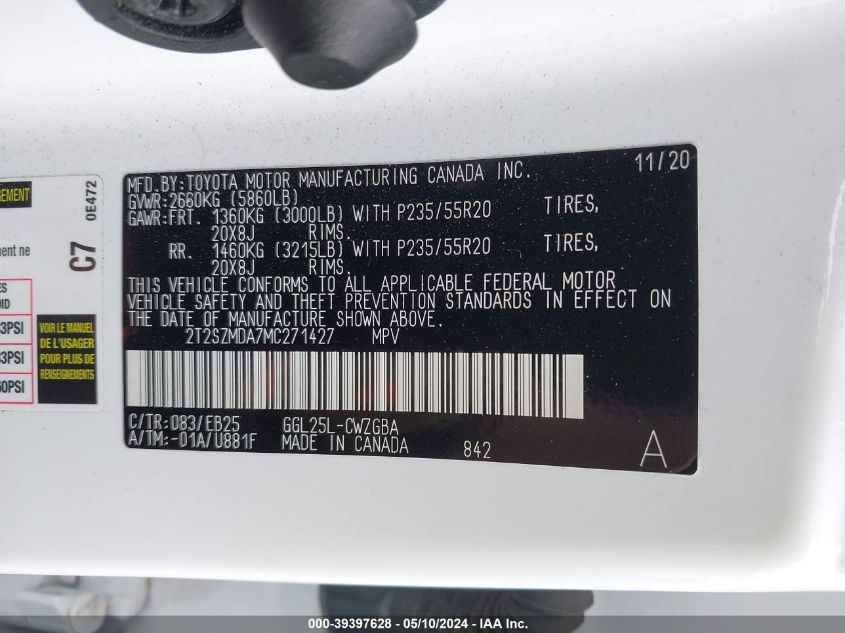 MFD.BY:TOYOTA MOTOR MANUFACTURING CANADA INC. 11/20
GVWR:2660KG (5860LB)
GAWR:FRT. 1360KG (3000LB) WITH P235/55R20 TIRES,
20X8J RIMS.
RR. 1460KG (3215LB) WITH P235/55R20 TIRES,
20X8J RIMS.
THIS VEHICLE CONFORMS TO ALL APPLICABLE FEDERAL MOTOR
VEHICLE SAFETY AND THEFT PREVENTION STANDARDS IN EFFECT ON
THE DATE OF MANUFACTURE SHOWN ABOVE.
2T2SZMDA7MC271427 MPV
C/TR:083/EB25 GGL25L-CWZGBA
A/TM:-01A/U881F MADE IN CANADA 842 A
C7 0E472
VOIR LE MANUEL
DE L'USAGER
POUR PLUS DE
RENSEIGNEMENTS
000-39397628 - 05/10/2024 - IAA Inc.